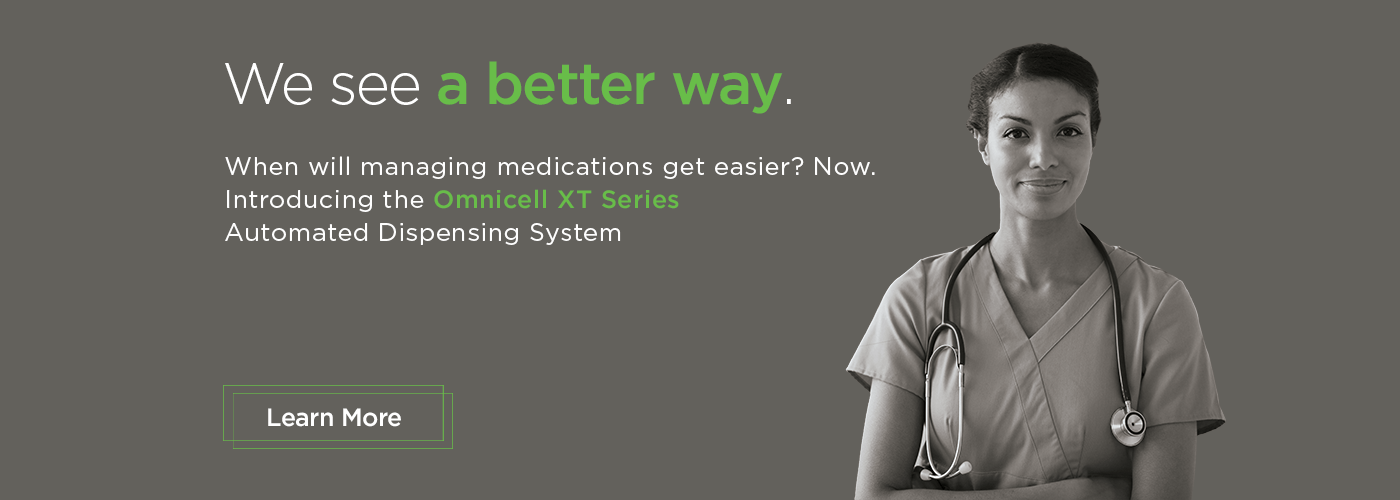 We see a better way.
When will managing medications get easier? Now.
Introducing the Omnicell XT Series
Automated Dispensing System
Learn More